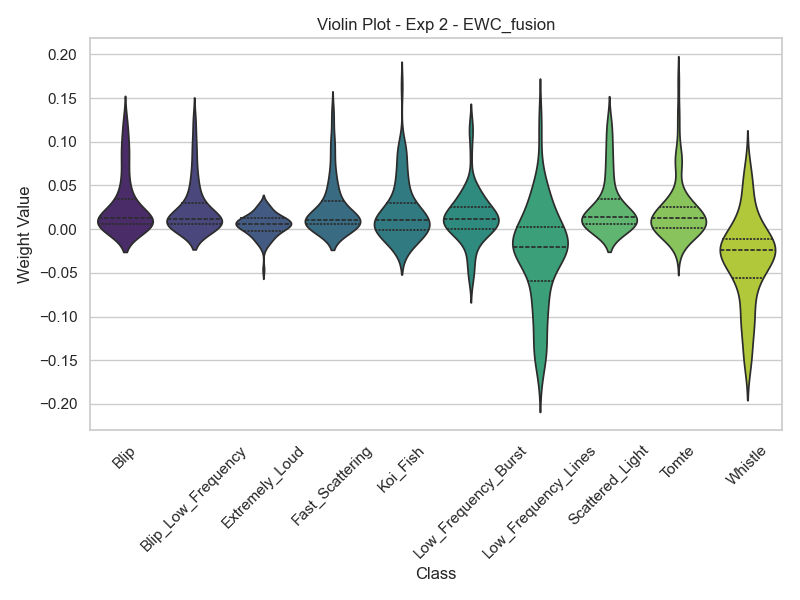 Violin Plot - Exp 2 - EWC_fusion
0.20
0.15
0.10
0.05
0.00
−0.05
−0.10
−0.15
−0.20
Weight Value
Blip
Blip_Low_Frequency
Extremely_Loud
Fast_Scattering
Koi_Fish
Low_Frequency_Burst
Low_Frequency_Lines
Scattered_Light
Tomte
Whistle
Class